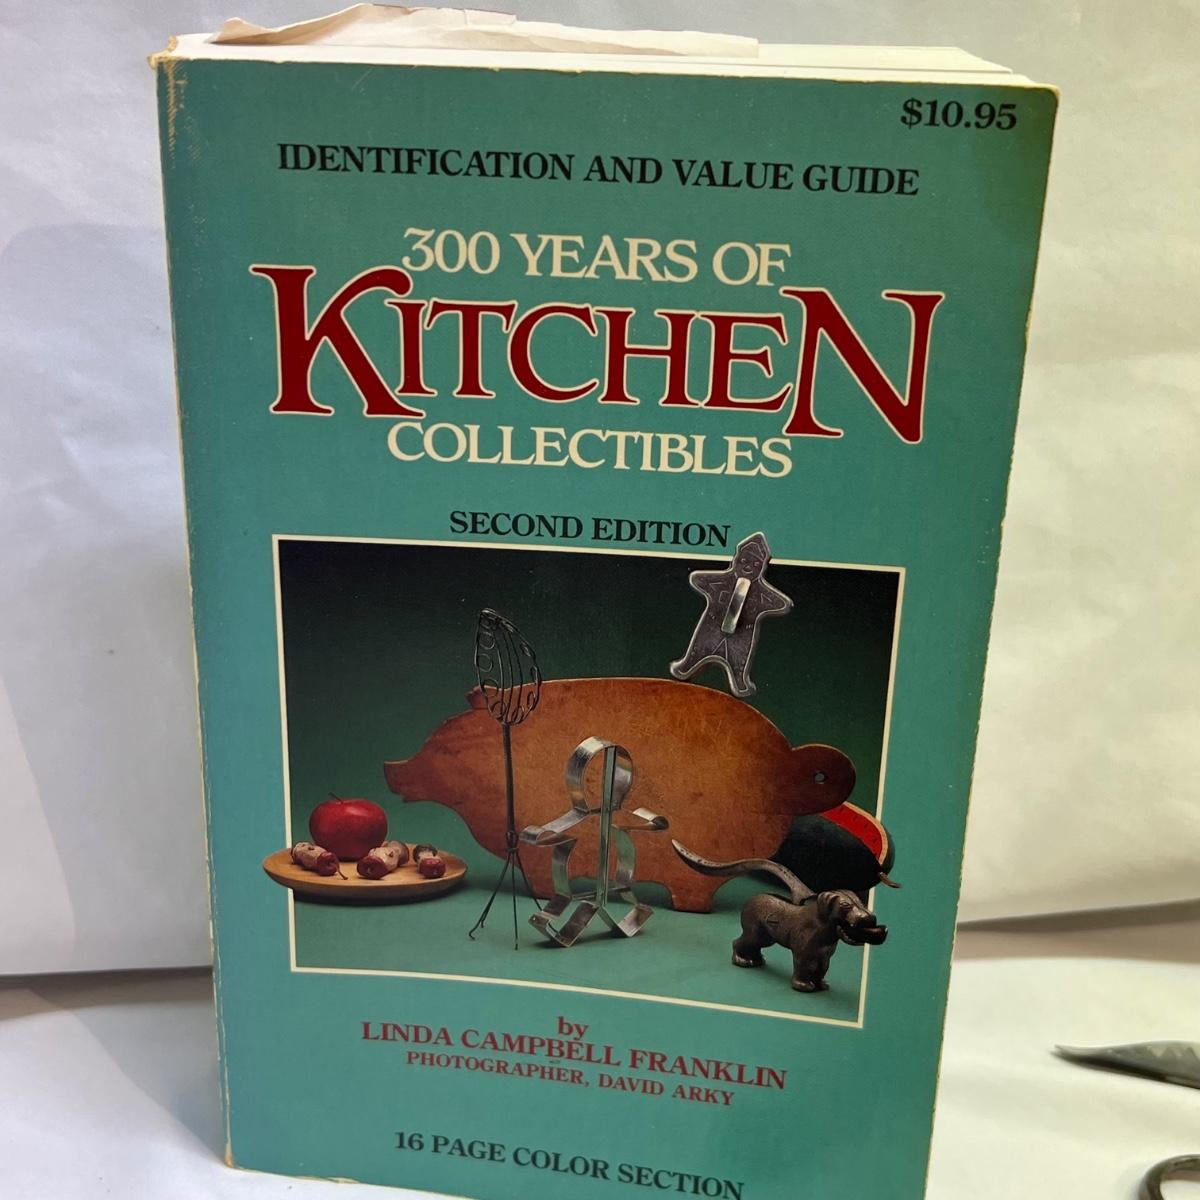 $10.95
IDENTIFICATION AND VALUE GUIDE
300 YEARS OF
KITCHEN
COLLECTIBLES
SECOND EDITION
by
LINDA CAMPBELL FRANKLIN
PHOTOGRAPHER, DAVID ARKY
16 PAGE COLOR SECTION